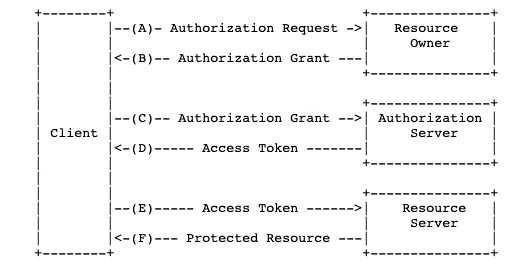 +--------+                               +---------------+
|        |--(A)- Authorization Request ->|   Resource    |
|        |                               |     Owner     |
|        |<-(B)-- Authorization Grant ---|               |
|        |                               +---------------+
|        |
|        |                               +---------------+
|        |--(C)-- Authorization Grant -->| Authorization |
| Client |                               |     Server    |
|        |<-(D)----- Access Token -------|               |
|        |                               +---------------+
|        |
|        |                               +---------------+
|        |--(E)----- Access Token ------>|    Resource   |
|        |                               |     Server    |
|        |<-(F)--- Protected Resource ---|               |
+--------+                               +---------------+